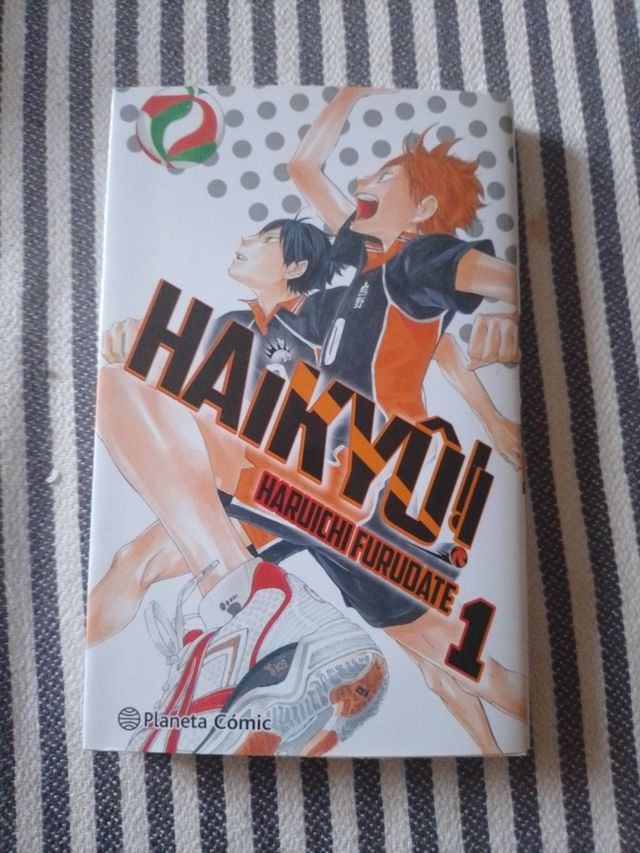 HAiKYÛ!!
HARUICHI FURUDATE
1
Planeta Cómic